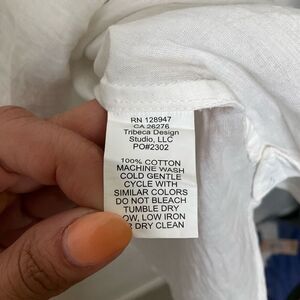 RN 128947
CA 26276
Tribeca Design
Studio, LLC
PO#2302
100% COTTON
MACHINE WASH
COLD GENTLE
CYCLE WITH
SIMILAR COLORS
DO NOT BLEACH
TUMBLE DRY
OW, LOW IRON
DRY CLEAN